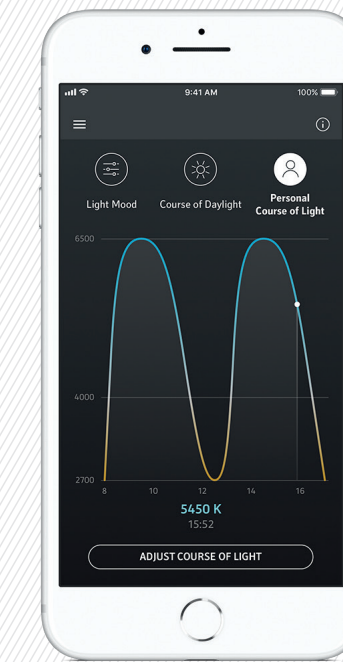 9:41 AM
100%
Light Mood
Course of Daylight
Personal
Course of Light
6500
4000
2700
8 10 12 14 16
5450 K
15:52
ADJUST COURSE OF LIGHT